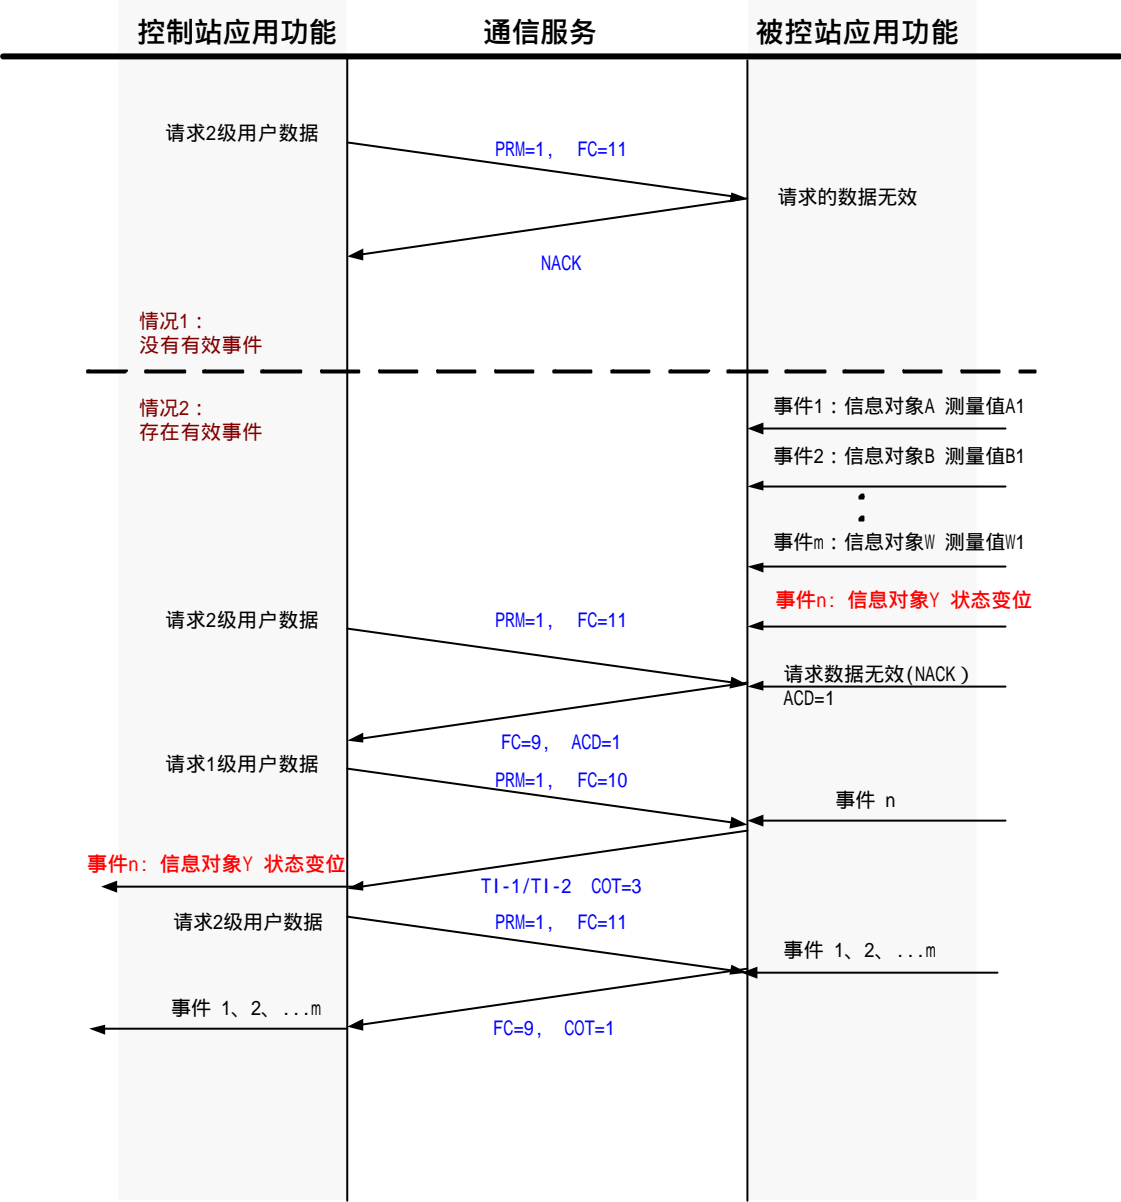 控制站应用功能
通信服务
被控站应用功能
请求2级用户数据
PRM=1, FC=11
请求的数据无效
NACK
情况1：
没有有效事件
情况2：
存在有效事件
事件1：信息对象A 测量值A1
事件2：信息对象B 测量值B1
事件m：信息对象W 测量值W1
事件n: 信息对象Y 状态变位
请求2级用户数据
PRM=1, FC=11
请求数据无效(NACK）
ACD=1
FC=9, ACD=1
请求1级用户数据
PRM=1, FC=10
事件 n
事件n: 信息对象Y 状态变位
TI-1/TI-2 COT=3
请求2级用户数据
PRM=1, FC=11
事件 1、2、...m
事件 1、2、...m
FC=9, COT=1